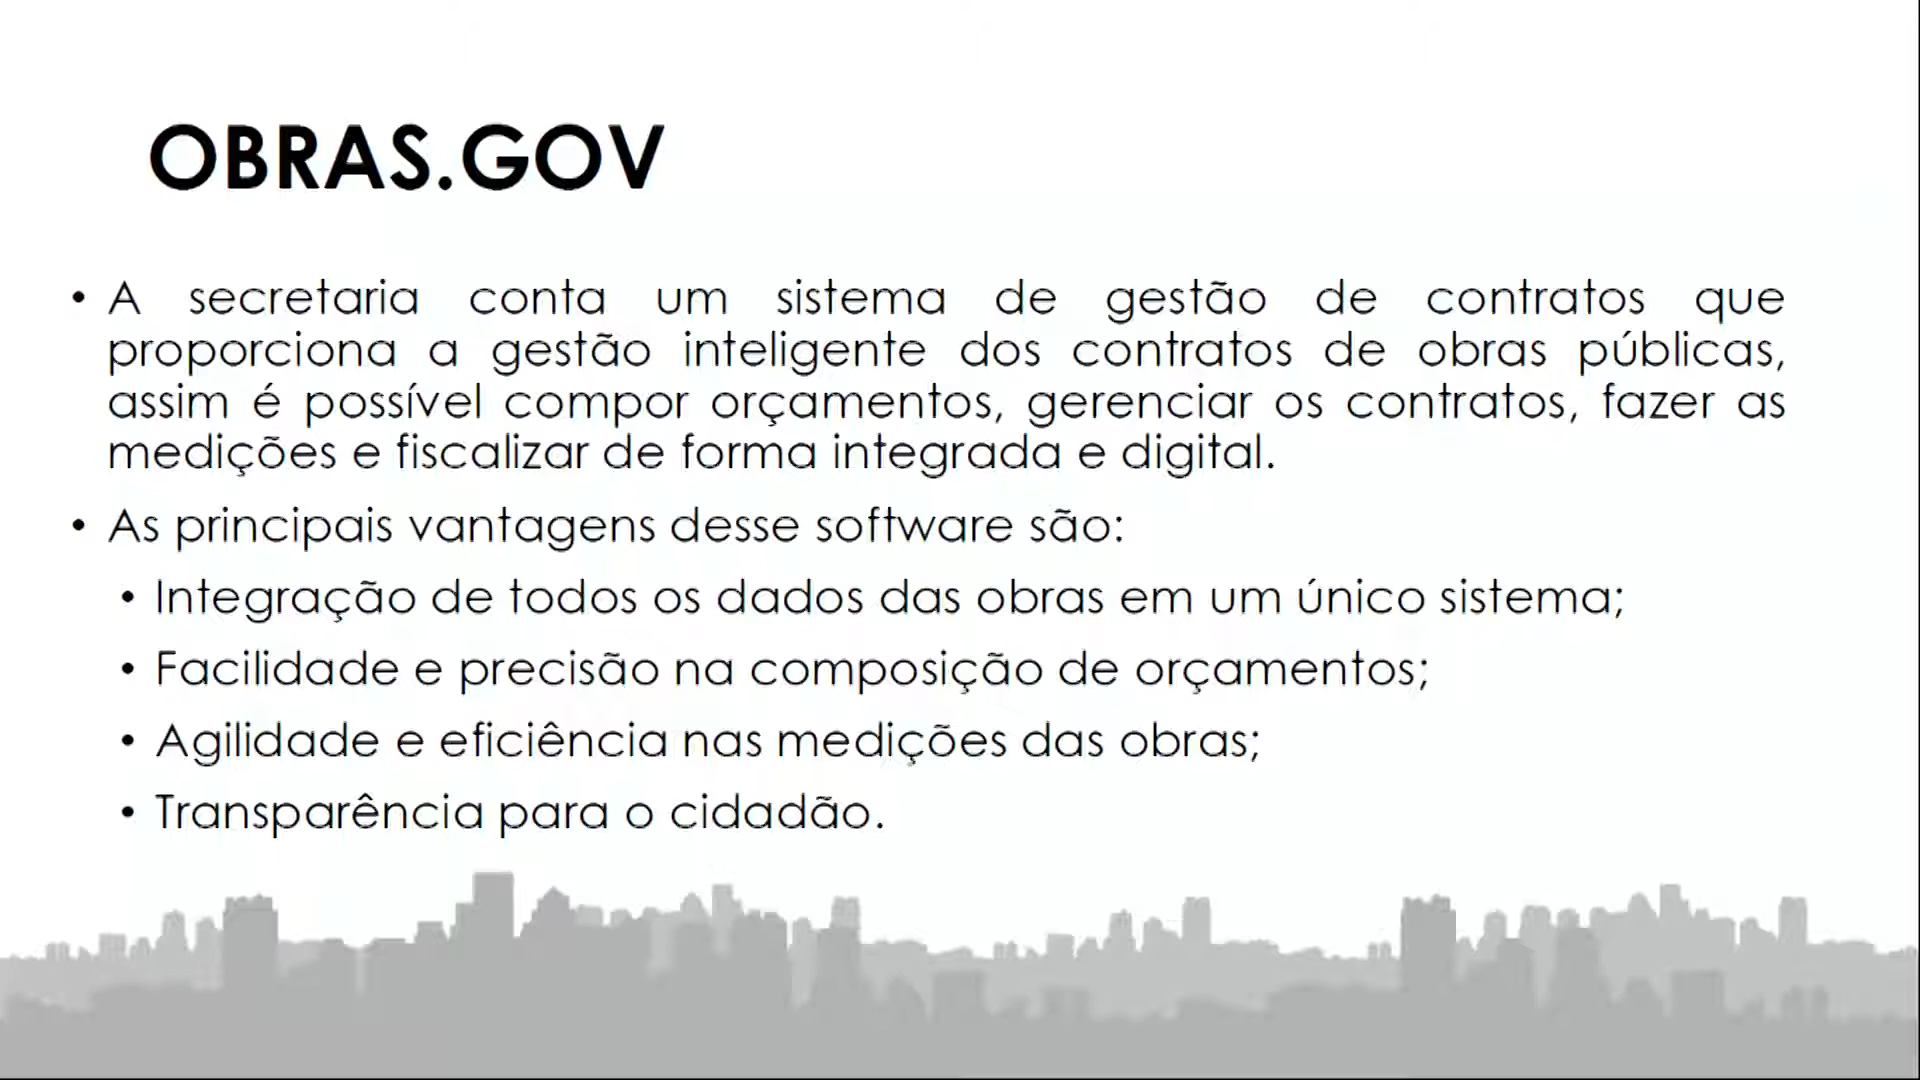 OBRAS.GOV
• A secretaria conta um sistema de gestão de contratos que
proporciona a gestão inteligente dos contratos de obras públicas,
assim é possível compor orçamentos, gerenciar os contratos, fazer as
medições e fiscalizar de forma integrada e digital.
• As principais vantagens desse software são:
• Integração de todos os dados das obras em um único sistema;
• Facilidade e precisão na composição de orçamentos;
• Agilidade e eficiência nas medições das obras;
• Transparência para o cidadão.